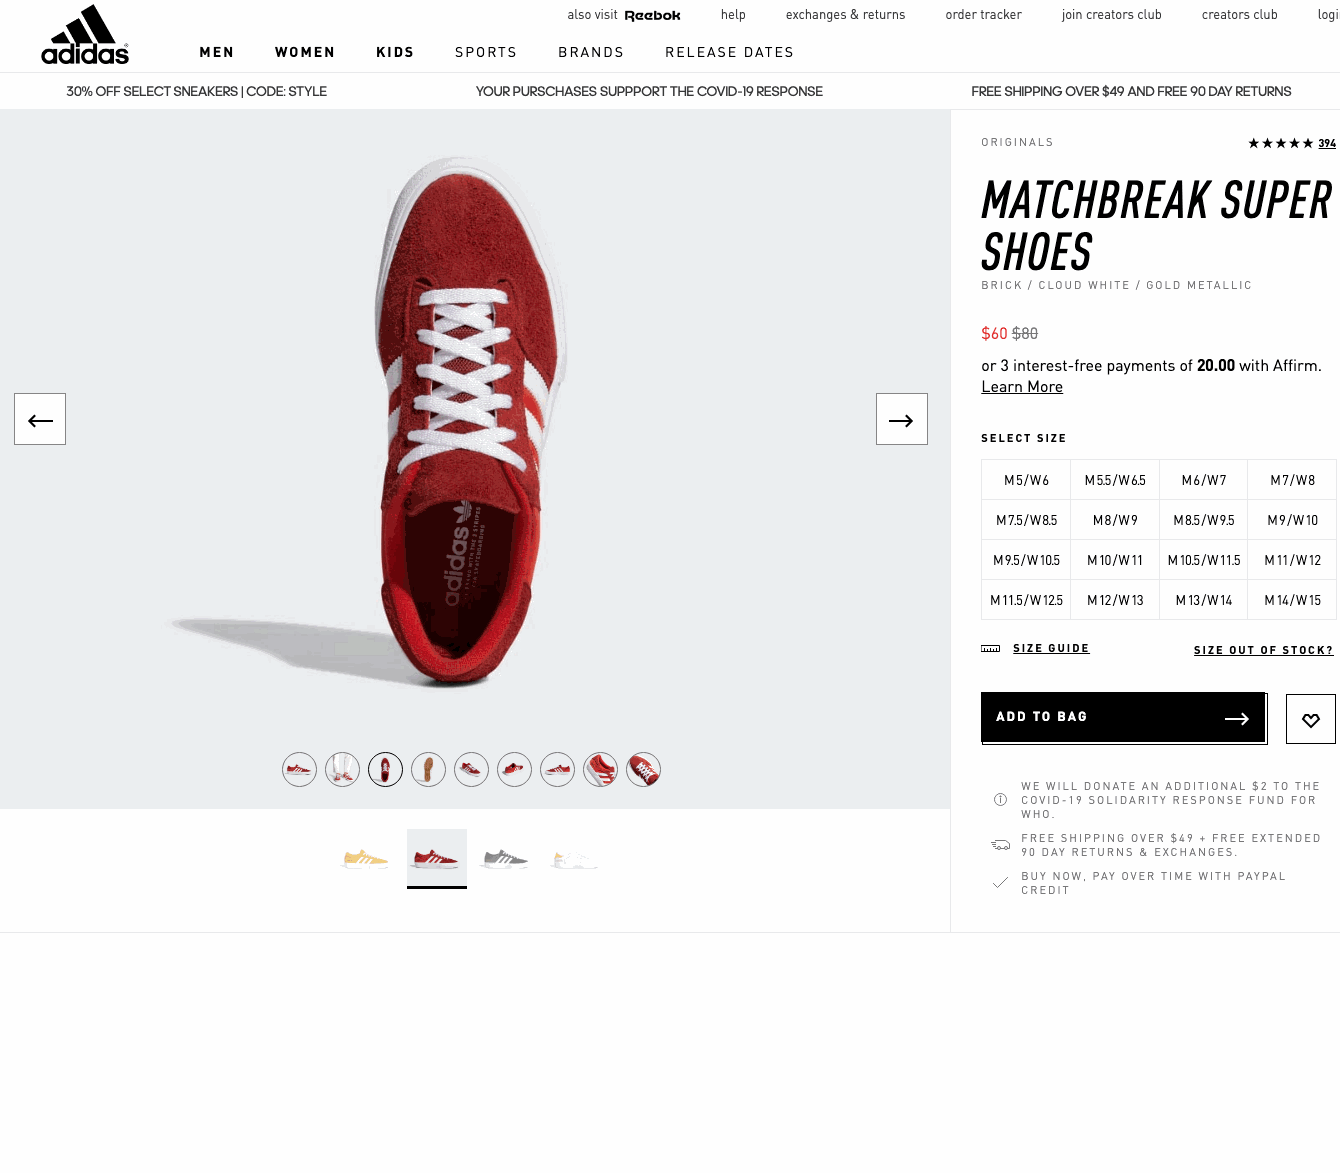 also visit Reebok help exchanges & returns order tracker join creators club creators club logi
adidas
MEN WOMEN KIDS SPORTS BRANDS RELEASE DATES
30% OFF SELECT SNEAKERS | CODE: STYLE YOUR PURSCHASES SUPPPORT THE COVID-19 RESPONSE FREE SHIPPING OVER $49 AND FREE 90 DAY RETURNS
adidas
ORIGINALS 394
MATCHBREAK SUPER
SHOES
BRICK / CLOUD WHITE / GOLD METALLIC
$60 $80
or 3 interest-free payments of 20.00 with Affirm.
Learn More
SELECT SIZE
M5/W6 M5.5/W6.5 M6/W7 M7/W8
M7.5/W8.5 M8/W9 M8.5/W9.5 M9/W10
M9.5/W10.5 M10/W11 M10.5/W11.5 M11/W12
M11.5/W12.5 M12/W13 M13/W14 M14/W15
SIZE GUIDE SIZE OUT OF STOCK?
ADD TO BAG
WE WILL DONATE AN ADDITIONAL $2 TO THE
COVID-19 SOLIDARITY RESPONSE FUND FOR
WHO.
FREE SHIPPING OVER $49 + FREE EXTENDED
90 DAY RETURNS & EXCHANGES.
BUY NOW, PAY OVER TIME WITH PAYPAL
CREDIT